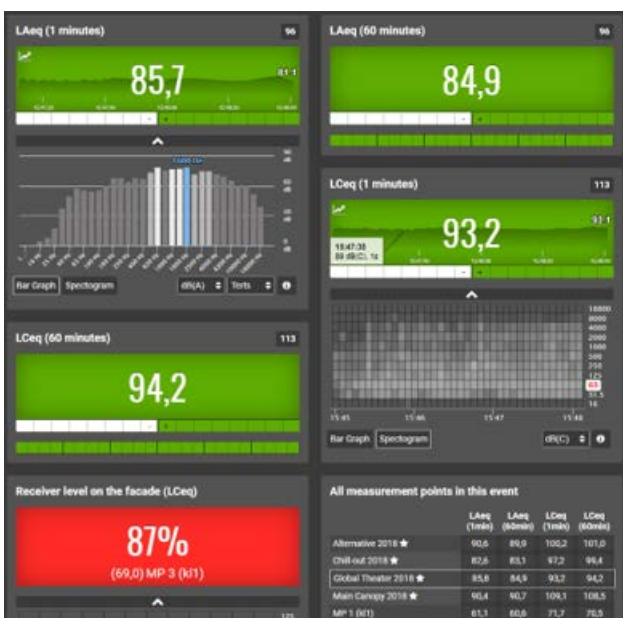 LAeq (1 minutes) 96
85,7
Bar Graph Spectogram dB(A) Terts
LCeq (60 minutes) 113
94,2
Receiver level on the facade (LCeq)
87%
(69,0) MP 3 (kl1)
LAeq (60 minutes) 96
84,9
LCeq (1 minutes) 113
93,2
93,1
15:47:38
89 dB(C), 1s
16000
8000
4000
2000
1000
500
250
125
63
31.5
16
15:45 15:46 15:47 15:48
Bar Graph Spectogram dB(C)
All measurement points in this event
LAeq (1min) LAeq (60min) LCeq (1min) LCeq (60min)
Alternative 2018 90,6 89,9 100,2 101,0
Chill-out 2018 82,6 83,1 97,2 99,4
Global Theater 2018 85,8 84,9 93,2 94,2
Main Canopy 2018 90,4 90,7 109,1 108,5
MP 1 (kl1) 61,1 60,6 71,7 70,5